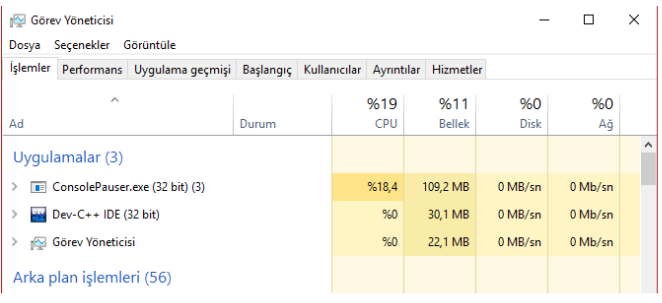 Görev Yöneticisi
Dosya Seçenekler Görüntüle
İşlemler Performans Uygulama geçmişi Başlangıç Kullanıcılar Ayrıntılar Hizmetler
%19 %11 %0 %0
Ad Durum CPU Bellek Disk Ağ
Uygulamalar (3)
ConsolePauser.exe (32 bit) (3) %18,4 109,2 MB 0 MB/sn 0 Mb/sn
Dev-C++ IDE (32 bit) %0 30,1 MB 0 MB/sn 0 Mb/sn
Görev Yöneticisi %0 22,1 MB 0 MB/sn 0 Mb/sn
Arka plan işlemleri (56)